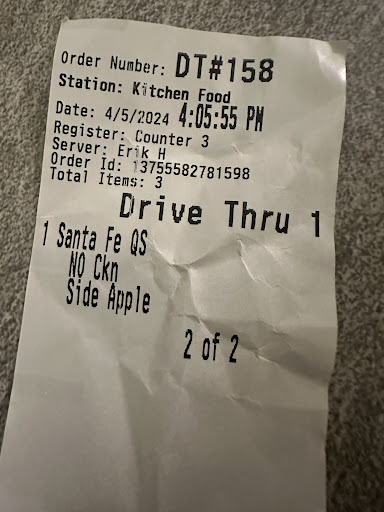 Order Number: DT#158
Station: Kitchen Food
Date: 4/5/2024 4:05:55 PM
Register: Counter 3
Server: Erik H
Order Id: 13755582781598
Total Items: 3
Drive Thru 1
1 Santa Fe QS
NO Ckn
Side Apple
2 of 2